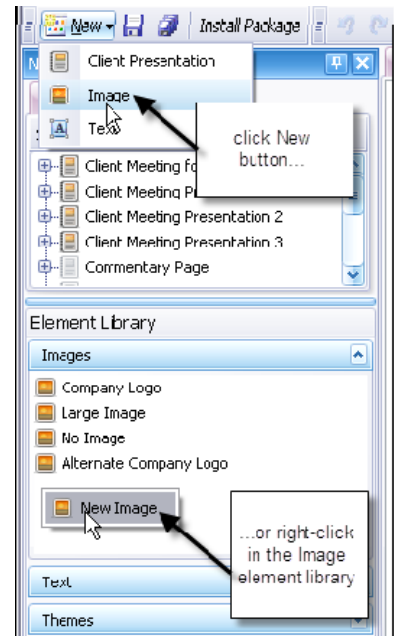 New
Install Package
Client Presentation
Image
Text
click New
button...
Client Meeting fo
Client Meeting P
Client Meeting Presentation 2
Client Meeting Presentation 3
Commentary Page
Element Library
Images
Company Logo
Large Image
No Image
Alternate Company Logo
New Image
...or right-click
in the Image
element library
Text
Themes